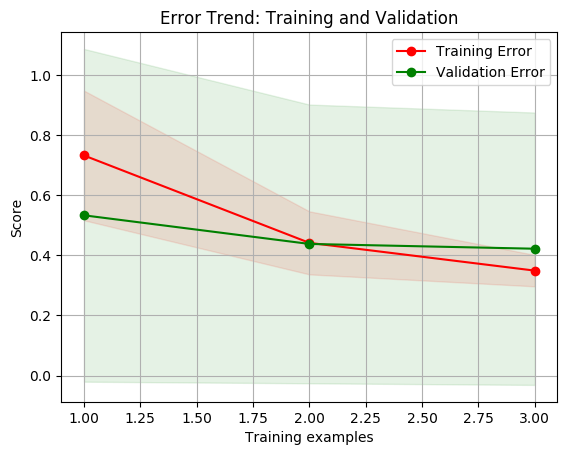 Error Trend: Training and Validation
Training Error
Validation Error
Score
1.0
0.8
0.6
0.4
0.2
0.0
1.00 1.25 1.50 1.75 2.00 2.25 2.50 2.75 3.00
Training examples